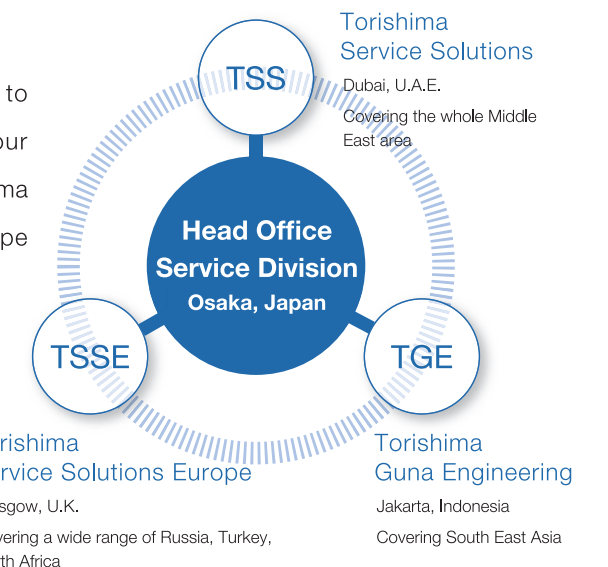 Torishima
Service Solutions
Dubai, U.A.E.
Covering the whole Middle
East area
to
our
ma
pe
TSS
Head Office
Service Division
Osaka, Japan
TSSE
TGE
rishima
rvice Solutions Europe
sgow, U.K.
vering a wide range of Russia, Turkey,
th Africa
Torishima
Guna Engineering
Jakarta, Indonesia
Covering South East Asia